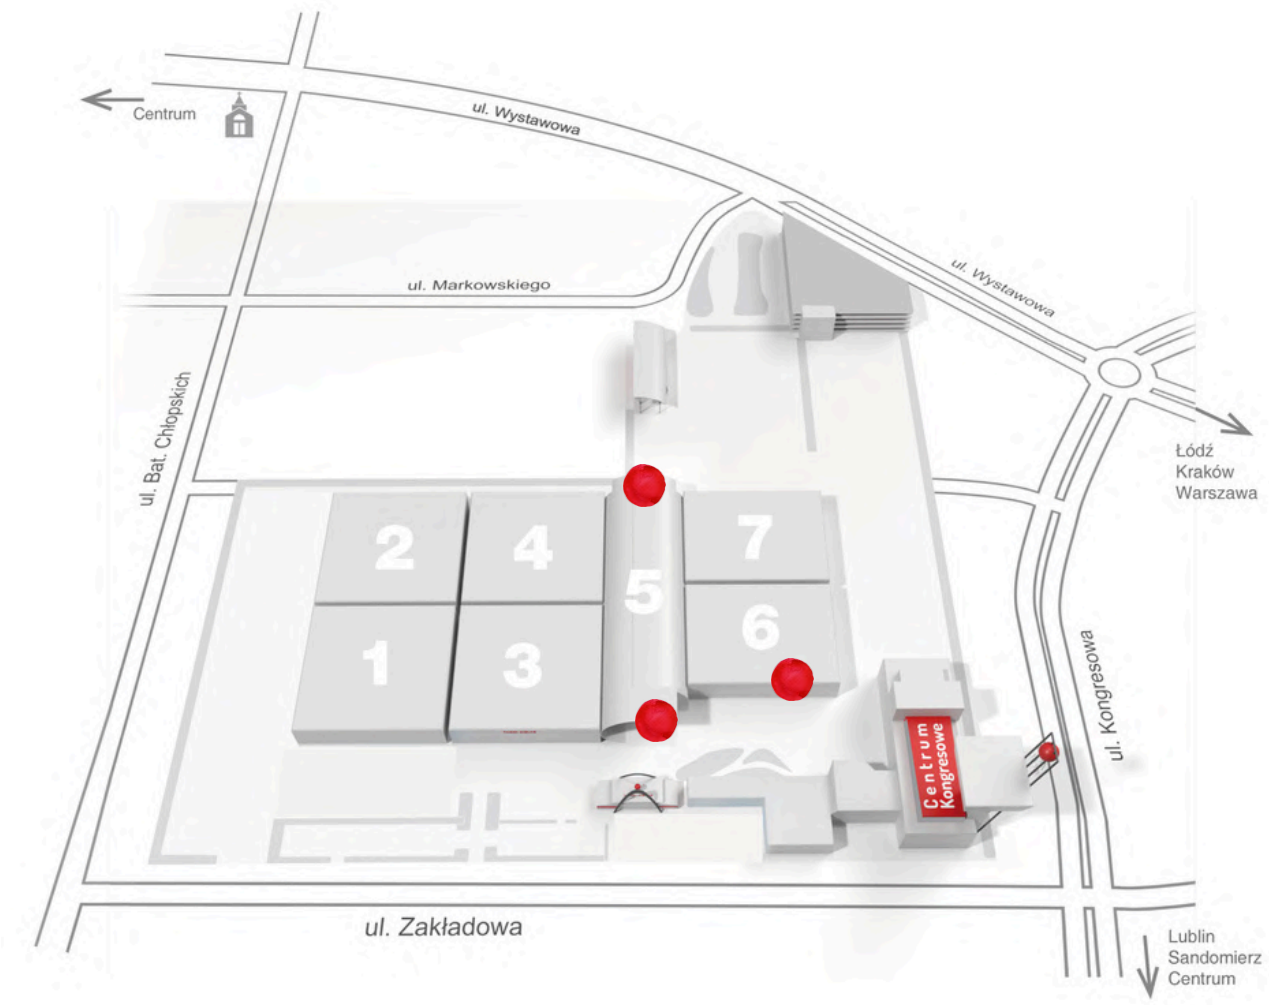 Centrum
ul. Wystawowa
ul. Wystawowa
ul. Markowskiego
ul. Bat. Chłopskich
Łódź
Kraków
Warszawa
2
4
7
5
1
3
6
ul. Kongresowa
Centrum
Kongresowe
ul. Zakładowa
Lublin
Sandomierz
Centrum